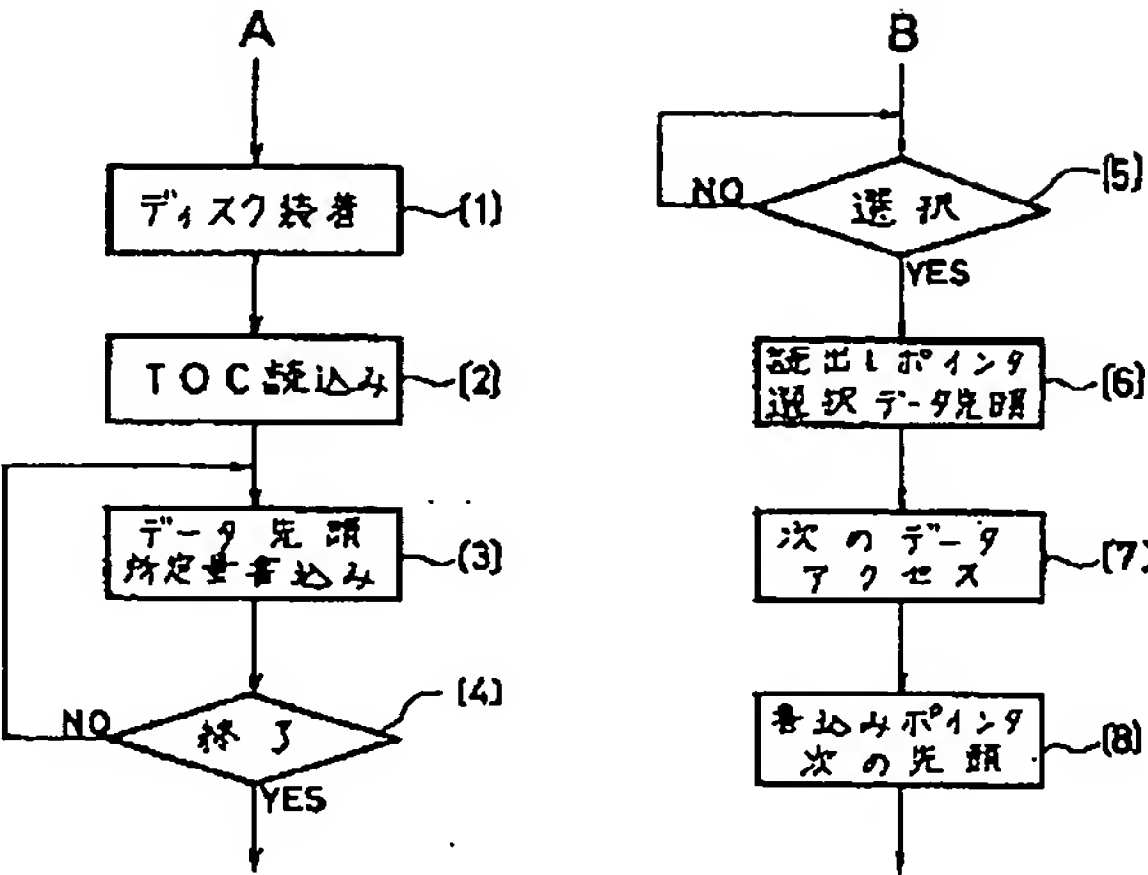 A
ディスク装着
(1)
TOC読込み
(2)
データ先頭
所定量書込み
(3)
終了
(4)
NO
YES
B
選択
(5)
NO
YES
読出しポインタ
選択データ先頭
(6)
次のデータ
アクセス
(7)
書込みポインタ
次の先頭
(8)